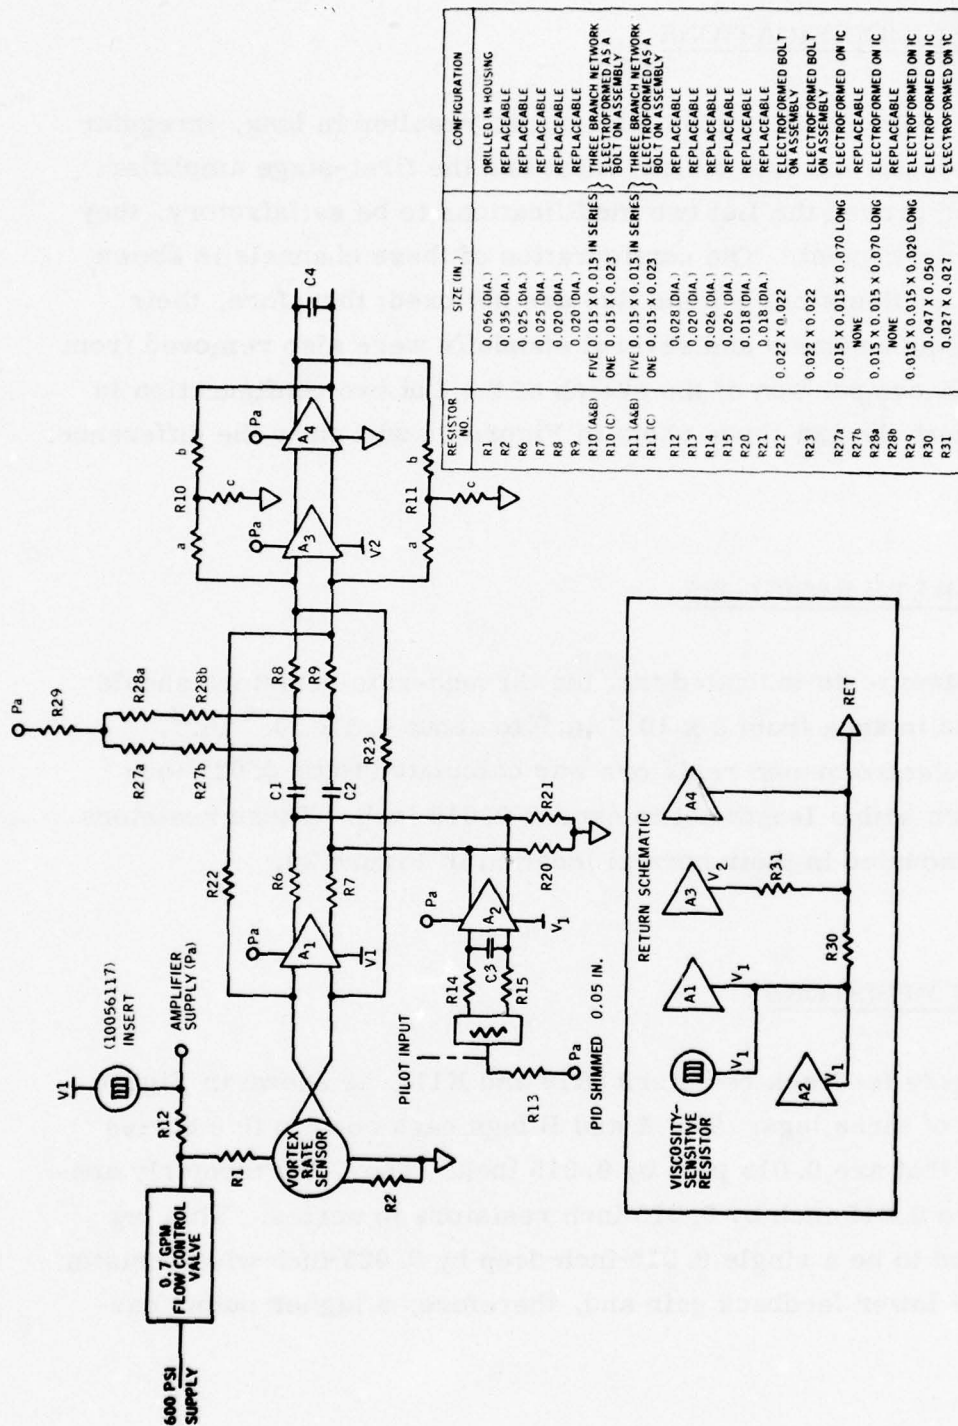 600 PSI
SUPPLY
0.7 GPM
FLOW CONTROL
VALVE
V1
(10056117)
INSERT
AMPLIFIER
SUPPLY (Pa)
R12
R1
VORTEX
RATE
SENSOR
R2
R22
Pa
A1
V1
R6
R7
PILOT INPUT
R14
R15
C3
Pa
A2
V1
R13
Pa
PID SHIMMED 0.05 IN.
R20
R21
C1
C2
Pa
R29
R27a
R28a
R27b
R28b
R8
R9
R23
a
R10
b
c
Pa
A3
V2
Pa
A4
C4
a
R11
b
c
RETURN SCHEMATIC
VISCOSITY-
SENSITIVE
RESISTOR
V1
A1
V1
A2
V1
R30
A3
V2
R31
A4
RET
RESISTOR NO. SIZE (IN.) CONFIGURATION
R1 0.056 (DIA.) DRILLED IN HOUSING
R2 0.035 (DIA.) REPLACEABLE
R6 0.025 (DIA.) REPLACEABLE
R7 0.025 (DIA.) REPLACEABLE
R8 0.020 (DIA.) REPLACEABLE
R9 0.020 (DIA.) REPLACEABLE
R10 (A&B) FIVE 0.015 X 0.015 IN SERIES THREE BRANCH NETWORK
R10 (C) ONE 0.015 X 0.025 ELECTROFORMED AS A
BOLT ON ASSEMBLY
R11 (A&B) FIVE 0.015 X 0.015 IN SERIES THREE BRANCH NETWORK
R11 (C) ONE 0.015 X 0.025 ELECTROFORMED AS A
BOLT ON ASSEMBLY
R12 0.028 (DIA.) REPLACEABLE
R13 0.020 (DIA.) REPLACEABLE
R14 0.026 (DIA.) REPLACEABLE
R15 0.026 (DIA.) REPLACEABLE
R20 0.018 (DIA.) REPLACEABLE
R21 0.018 (DIA.) REPLACEABLE
R22 0.022 X 0.022 ELECTROFORMED BOLT
ON ASSEMBLY
R23 0.022 X 0.022 ELECTROFORMED BOLT
ON ASSEMBLY
R27a 0.015 X 0.015 X 0.070 LONG ELECTROFORMED ON IC
R27b NONE REPLACEABLE
R28a 0.015 X 0.015 X 0.070 LONG ELECTROFORMED ON IC
R28b NONE REPLACEABLE
R29 0.015 X 0.015 X 0.020 LONG ELECTROFORMED ON IC
R30 0.047 X 0.050 ELECTROFORMED ON IC
R31 0.027 X 0.027 ELECTROFORMED ON IC